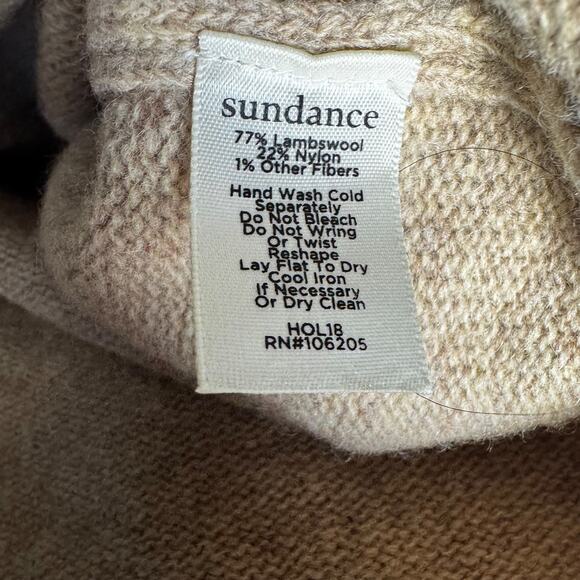 sundance
77% Lambswool
22% Nylon
1% Other Fibers
Hand Wash Cold
Separately
Do Not Bleach
Do Not Wring
Or Twist
Reshape
Lay Flat To Dry
Cool Iron
If Necessary
Or Dry Clean
HOL18
RN#106205